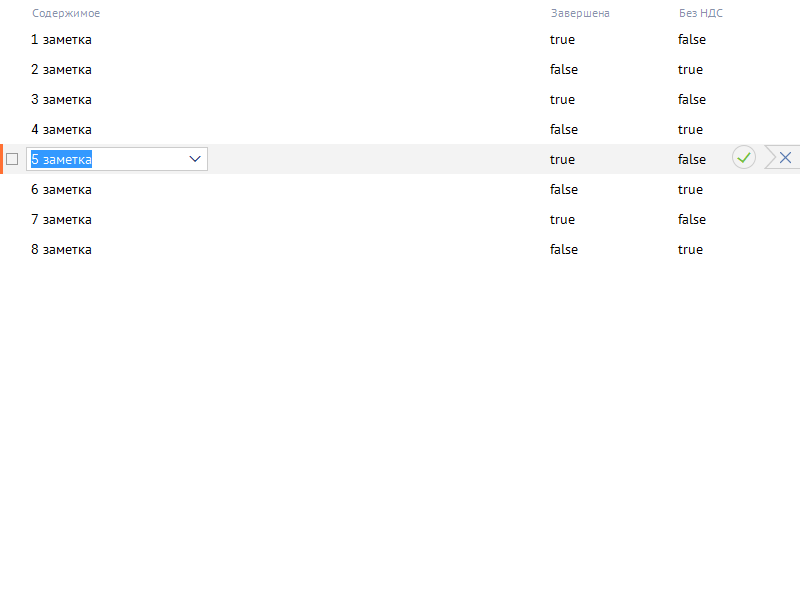 Содержимое Завершена Без НДС
1 заметка true false
2 заметка false true
3 заметка true false
4 заметка false true
5 заметка true false
6 заметка false true
7 заметка true false
8 заметка false true